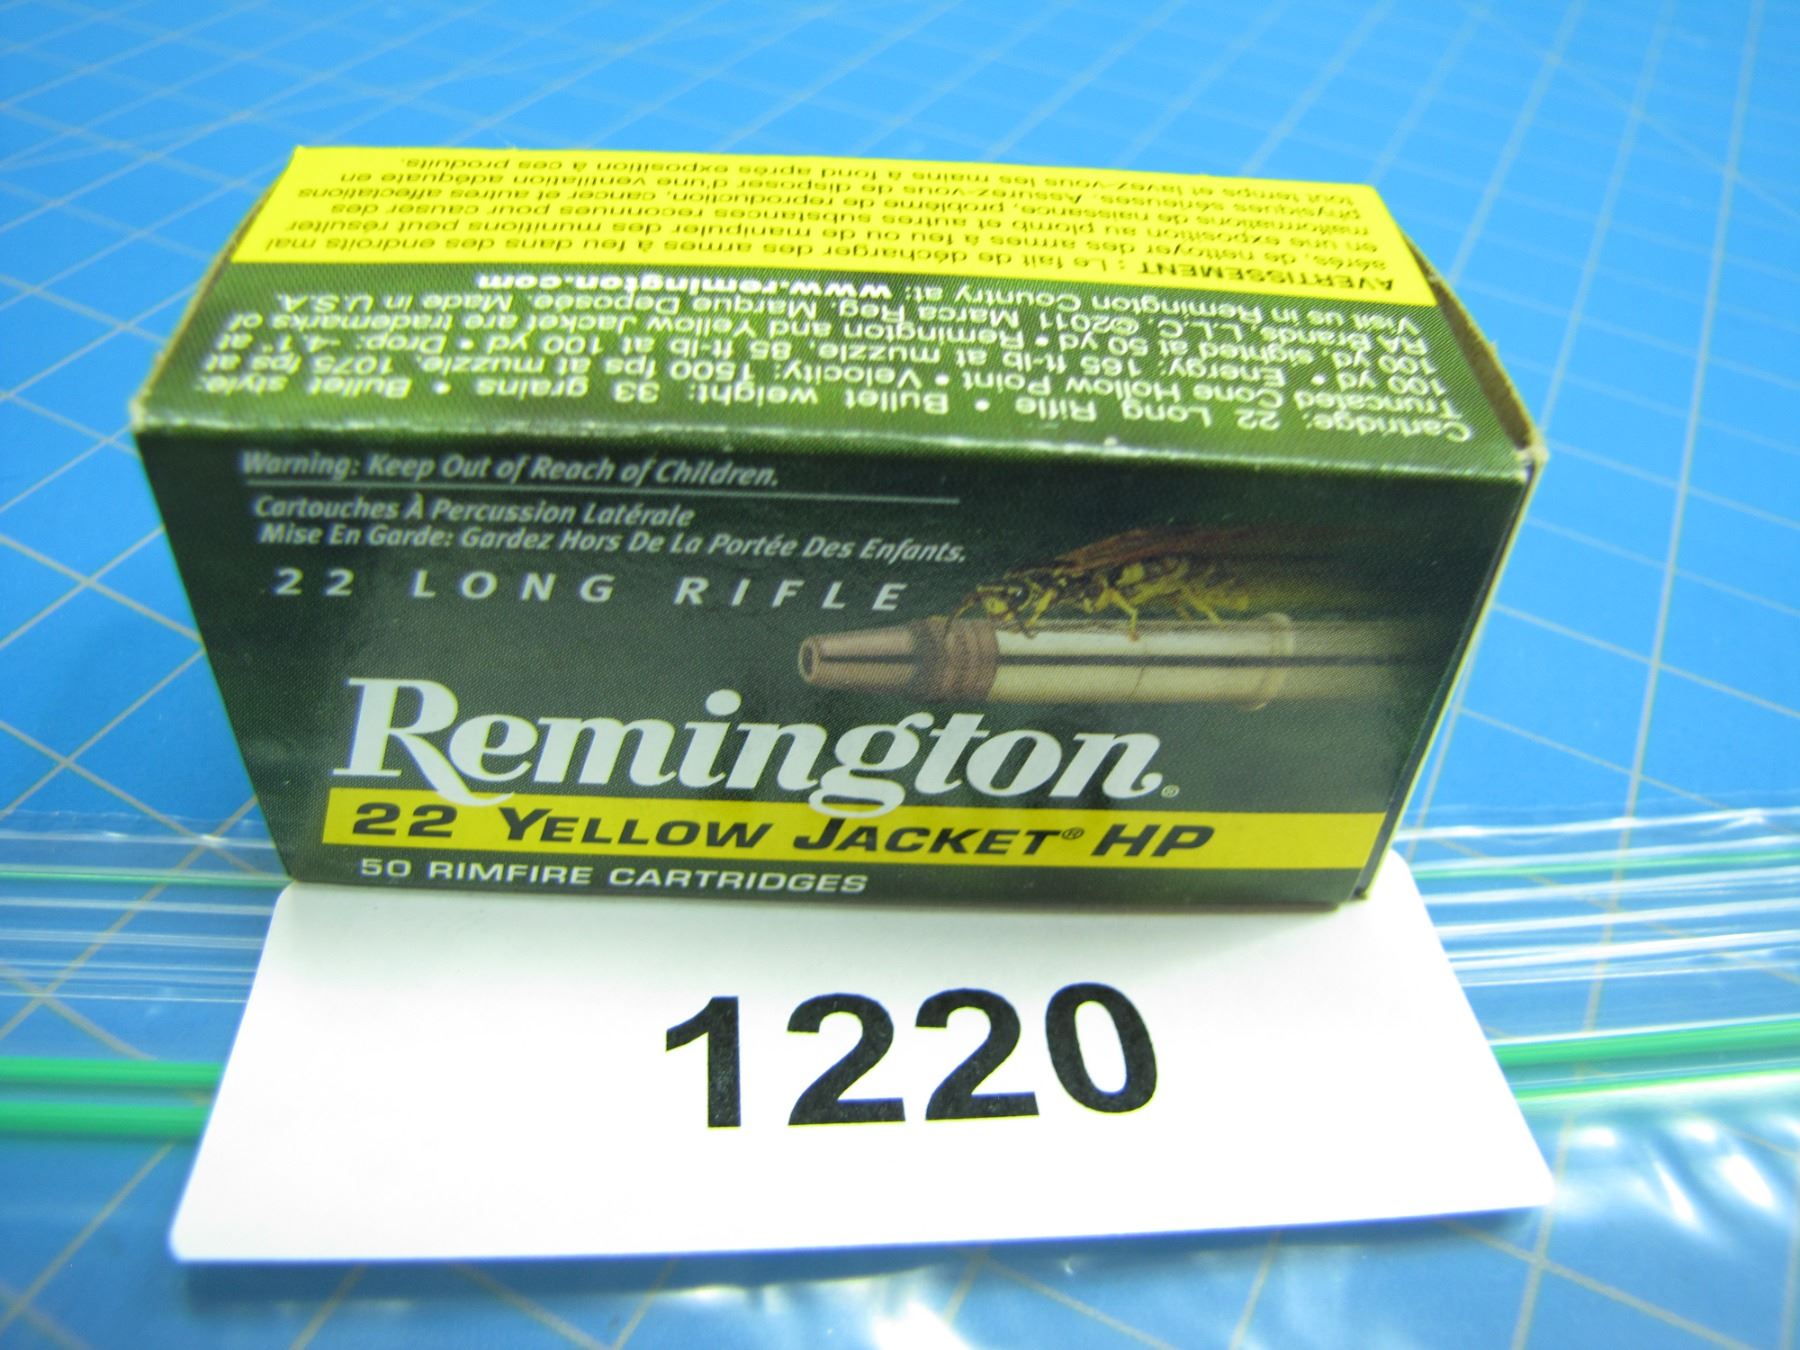 AVERTISSEMENT : Le fait de décharger des armes à feu dans des endroits mal
aérés, de nettoyer des armes à feu ou de manipuler des munitions peut résulter
en une exposition au plomb et autres substances reconnues pour causer des
malformations de naissance, problème de reproduction, cancer et autres affectations
physiques sérieuses. Assurez-vous de disposer d'une ventilation adéquate en
tout temps et lavez-vous les mains à fond après exposition à ces produits.
Cartridge: 22 Long Rifle • Bullet weight: 33 grains • Bullet style:
Truncated Cone Hollow Point • Velocity: 1500 fps at muzzle, 1075 fps at
100 yd • Energy: 165 ft-lb at muzzle, 85 ft-lb at 100 yd • Drop: -4.1" at
100 yd, sighted at 50 yd • Remington and Yellow Jacket are trademarks of
RA Brands, L.L.C. ©2011 Marca Reg. Marque Deposée. Made in U.S.A.
Visit us in Remington Country at: www.remington.com
Warning: Keep Out of Reach of Children.
Cartouches À Percussion Latérale
Mise En Garde: Gardez Hors De La Portée Des Enfants.
22 LONG RIFLE
Remington®
22 YELLOW JACKET® HP
50 RIMFIRE CARTRIDGES
1220